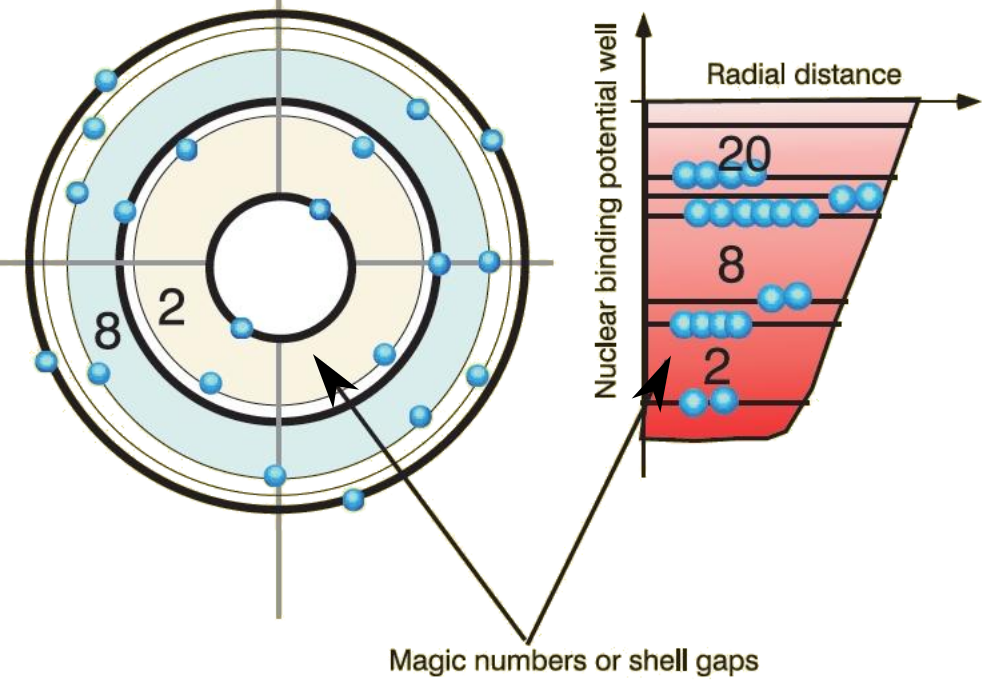 Nuclear binding potential well
Radial distance
20
8
2
2
8
Magic numbers or shell gaps